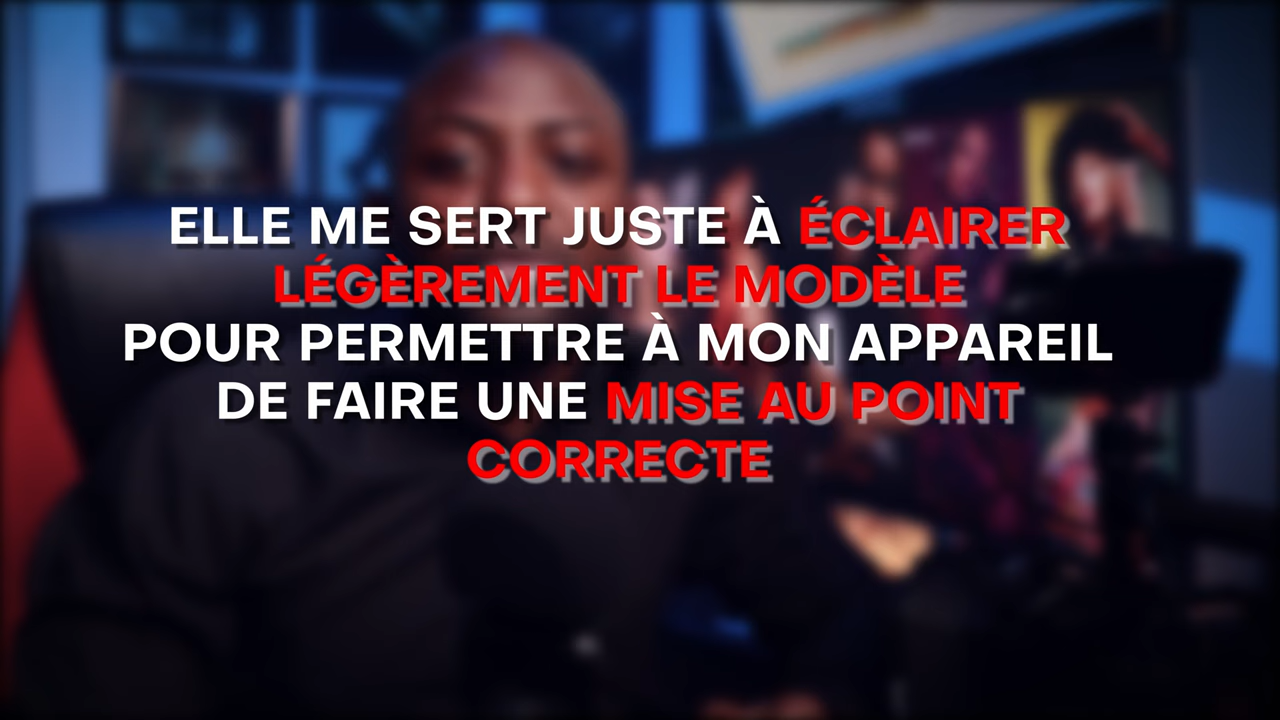 ELLE ME SERT JUSTE À ÉCLAIRER
LÉGÈREMENT LE MODÈLE
POUR PERMETTRE À MON APPAREIL
DE FAIRE UNE MISE AU POINT
CORRECTE